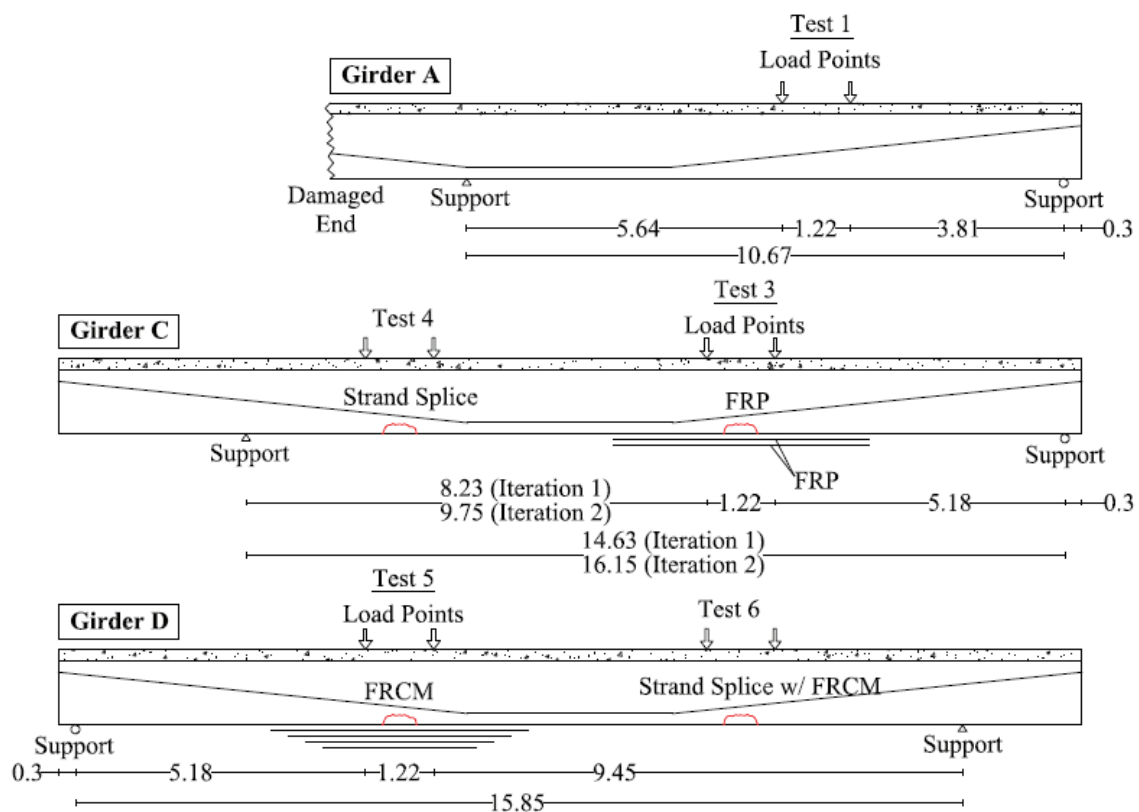 Test 1
Load Points
Girder A
Damaged
End
Support
Support
5.64
1.22
3.81
0.3
10.67
Girder C
Test 4
Test 3
Load Points
Strand Splice
FRP
Support
Support
FRP
8.23 (Iteration 1)
9.75 (Iteration 2)
1.22
5.18
0.3
14.63 (Iteration 1)
16.15 (Iteration 2)
Girder D
Test 5
Load Points
Test 6
FRCM
Strand Splice w/ FRCM
Support
Support
0.3
5.18
1.22
9.45
15.85